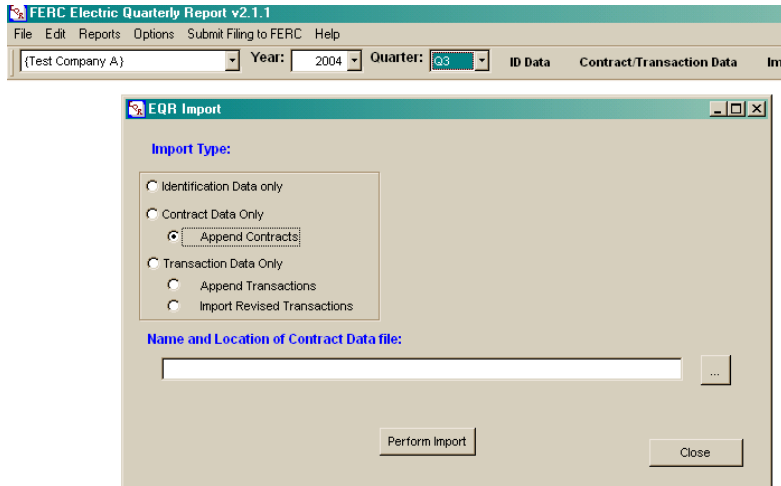 FERC Electric Quarterly Report v2.1.1
File Edit Reports Options Submit Filing to FERC Help
{Test Company A} Year: 2004 Quarter: Q3 ID Data Contract/Transaction Data Im
EQR Import
Import Type:
Identification Data only
Contract Data Only
Append Contracts
Transaction Data Only
Append Transactions
Import Revised Transactions
Name and Location of Contract Data file:
...
Perform Import
Close